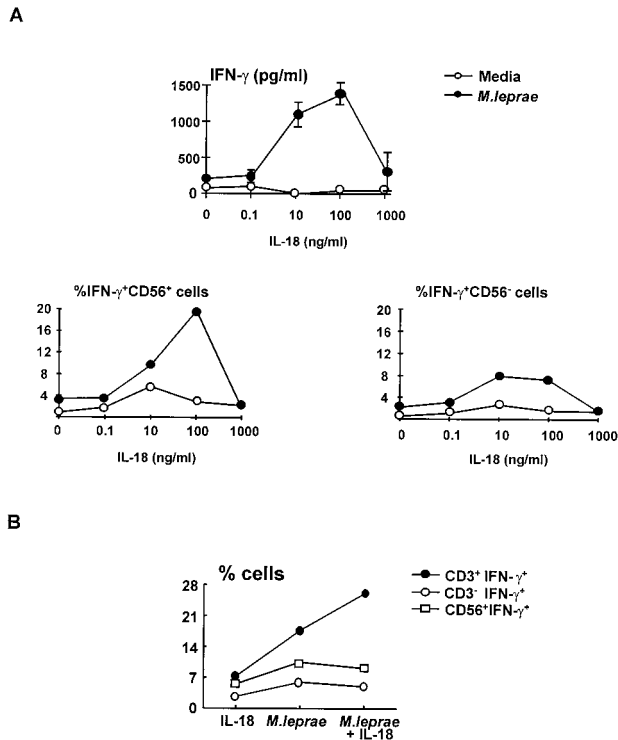 A
IFN-γ (pg/ml)
Media
M.leprae
1500
1000
500
0
0 0.1 10 100 1000
IL-18 (ng/ml)
%IFN-γ⁺CD56⁺ cells
20
16
12
8
4
0 0.1 10 100 1000
IL-18 (ng/ml)
%IFN-γ⁺CD56⁻ cells
20
16
12
8
4
0 0.1 10 100 1000
IL-18 (ng/ml)
B
% cells
CD3⁺ IFN-γ⁺
CD3⁻ IFN-γ⁺
CD56⁺IFN-γ⁺
28
21
14
7
0
IL-18 M.leprae M.leprae
+ IL-18